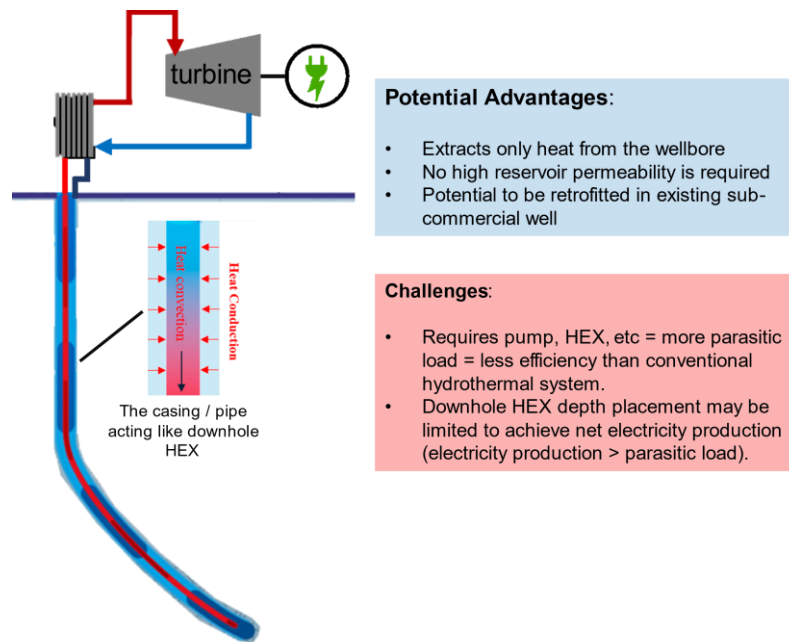 turbine
Potential Advantages:
• Extracts only heat from the wellbore
• No high reservoir permeability is required
• Potential to be retrofitted in existing sub-
commercial well
Heat convection
Heat Conduction
The casing / pipe
acting like downhole
HEX
Challenges:
• Requires pump, HEX, etc = more parasitic
load = less efficiency than conventional
hydrothermal system.
• Downhole HEX depth placement may be
limited to achieve net electricity production
(electricity production > parasitic load).